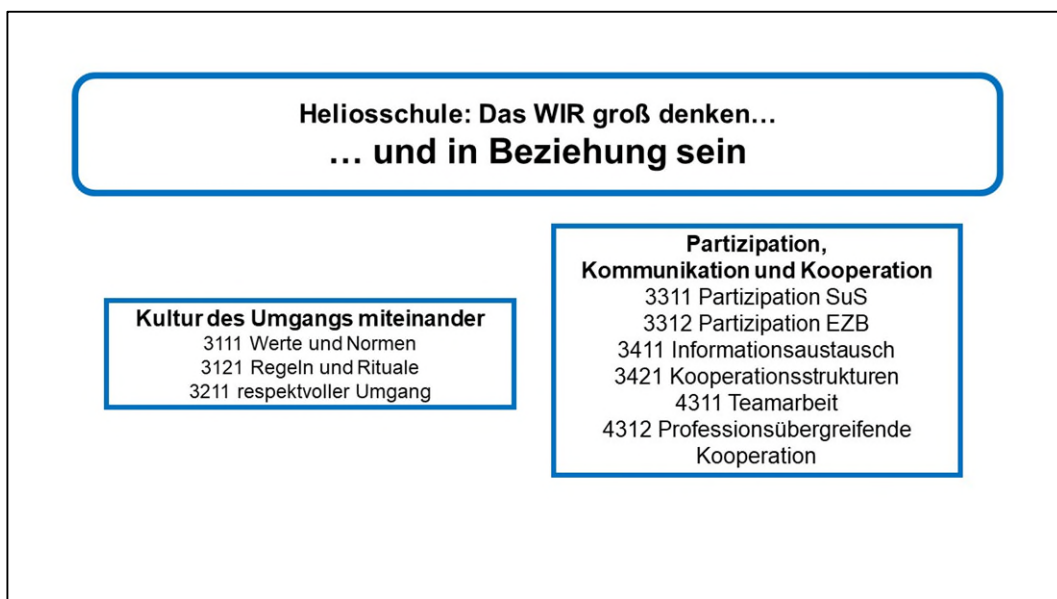 Heliosschule: Das WIR groß denken…
… und in Beziehung sein
Kultur des Umgangs miteinander
3111 Werte und Normen
3121 Regeln und Rituale
3211 respektvoller Umgang
Partizipation,
Kommunikation und Kooperation
3311 Partizipation SuS
3312 Partizipation EZB
3411 Informationsaustausch
3421 Kooperationsstrukturen
4311 Teamarbeit
4312 Professionsübergreifende
Kooperation